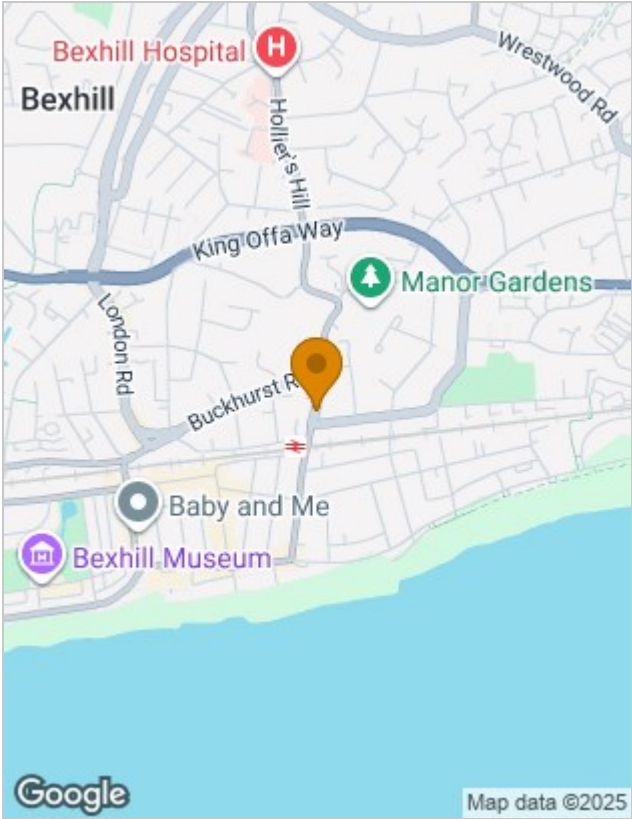 Bexhill Hospital
H
Wrestwood Rd
Bexhill
Hollier's Hill
King Offa Way
Manor Gardens
London Rd
Buckhurst R
Baby and Me
Bexhill Museum
Google
Map data ©2025